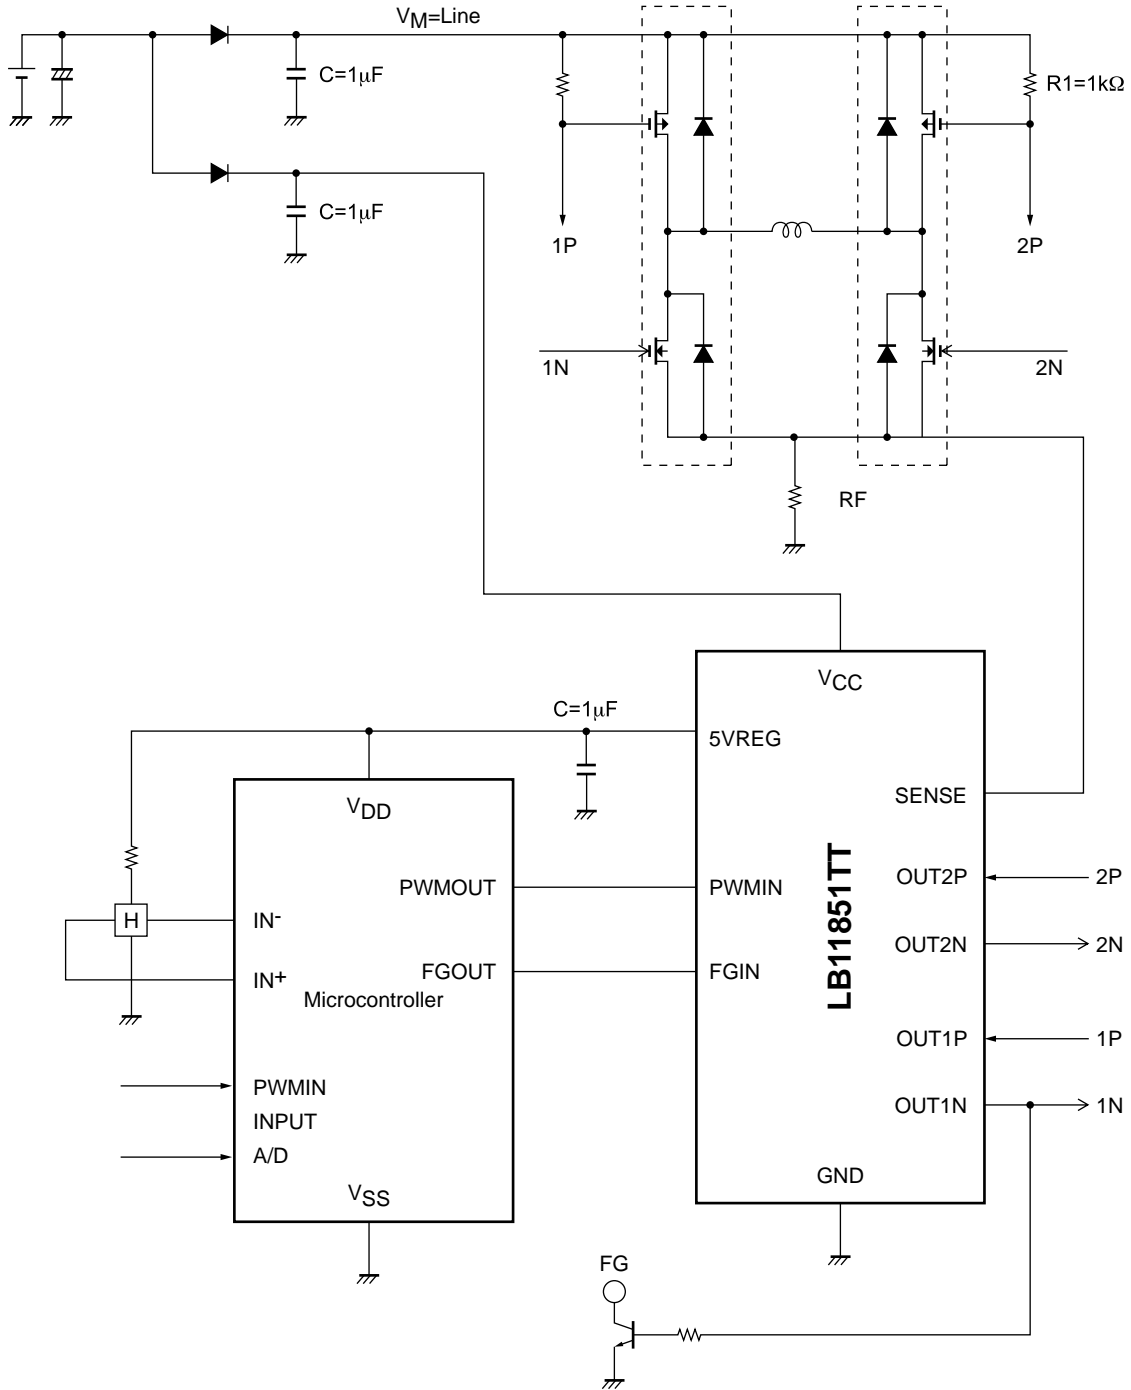 VM=Line
C=1μF
R1=1kΩ
C=1μF
1P
2P
1N
2N
RF
VCC
C=1μF
5VREG
VDD
SENSE
PWMOUT
PWMIN
OUT2P
2P
H
IN-
LB11851TT
OUT2N
2N
IN+
FGOUT
FGIN
Microcontroller
OUT1P
1P
PWMIN
OUT1N
1N
INPUT
A/D
GND
VSS
FG